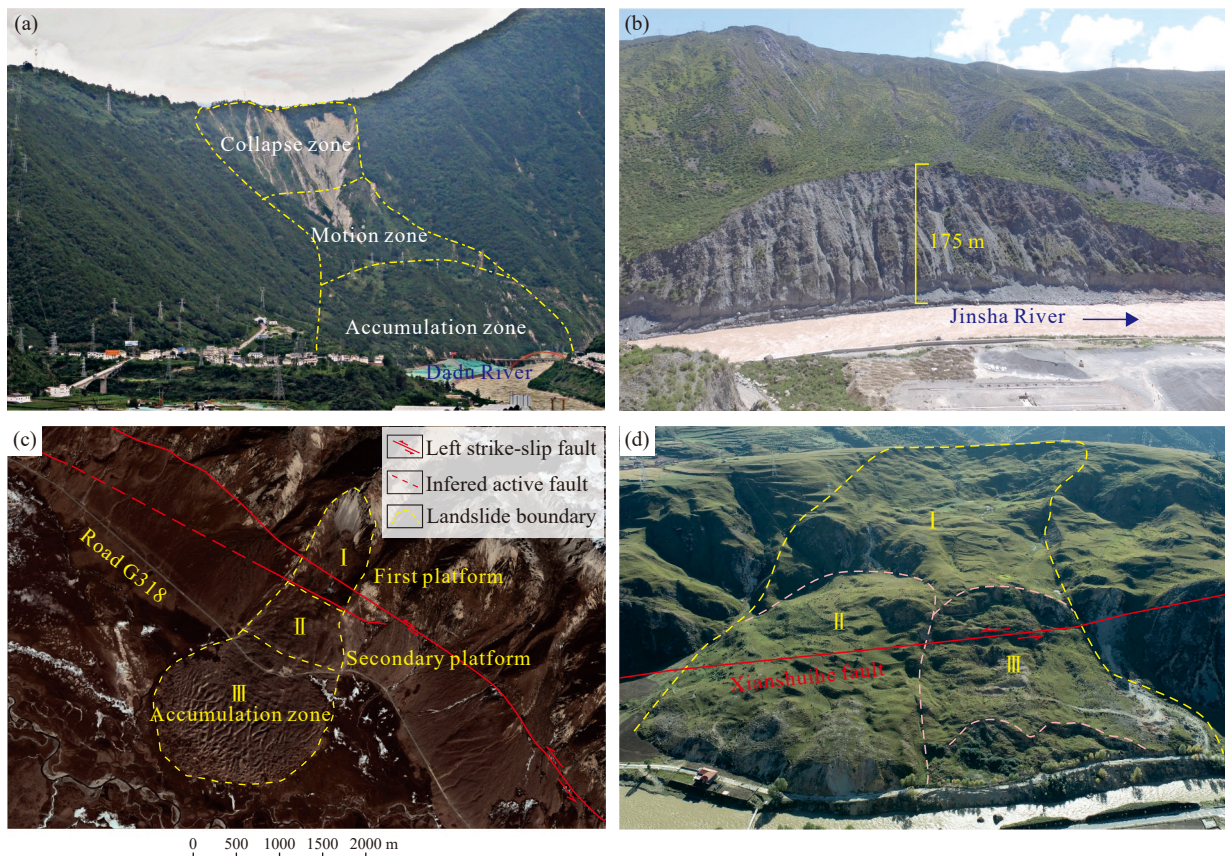 (a)
Collapse zone
Motion zone
Accumulation zone
Dadu River
(b)
175 m
Jinsha River
(c)
Left strike-slip fault
Infered active fault
Landslide boundary
Road G318
I
First platform
II
Secondary platform
III
Accumulation zone
0 500 1000 1500 2000 m
(d)
I
II
III
Xianshuihe fault